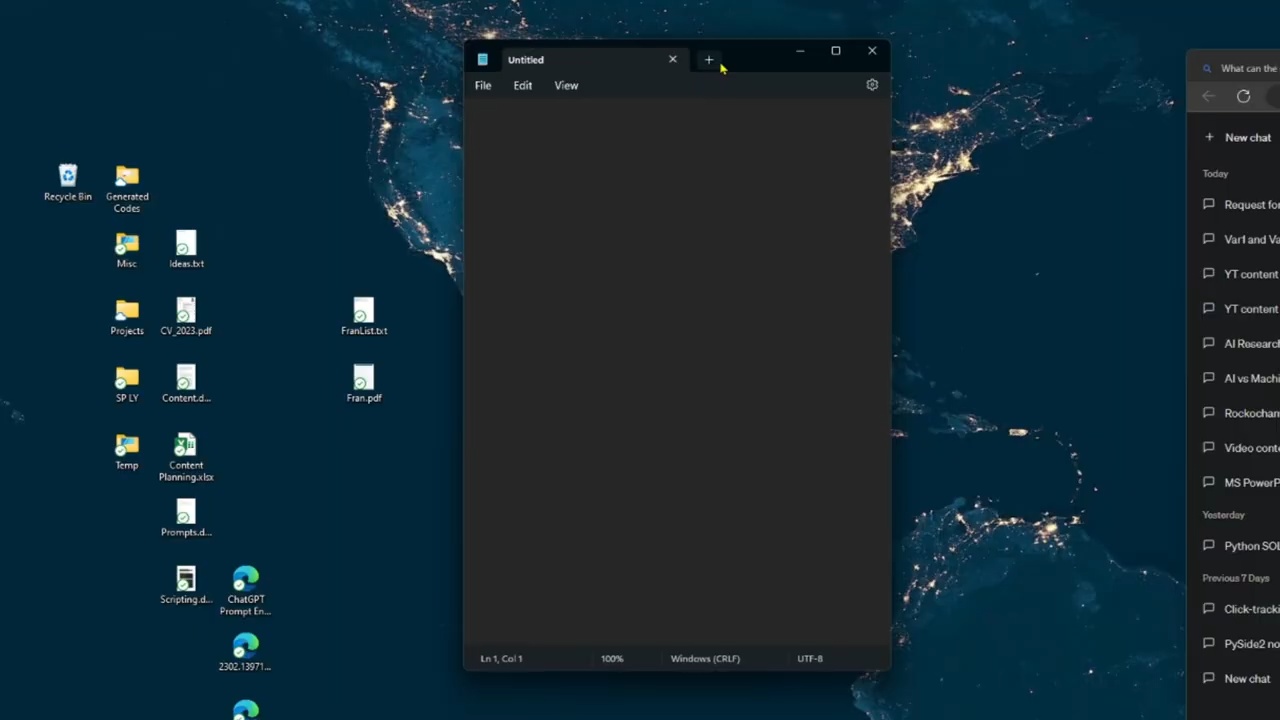 Untitled
File
Edit
View
Ln 1, Col 1
100%
Windows (CRLF)
UTF-8
Recycle Bin
Generated
Codes
Misc
Ideas.txt
Projects
CV_2023.pdf
FranList.txt
SP LY
Content.d...
Fran.pdf
Temp
Content
Planning.xlsx
Prompts.d...
Scripting.d...
ChatGPT
Prompt En...
2302.13971...
What can the
New chat
Today
Request for
Var1 and Va
YT content
YT content
AI Research
AI vs Machi
Rockochan
Video conte
MS PowerP
Yesterday
Python SOL
Previous 7 Days
Click-tracki
PySide2 no
New chat